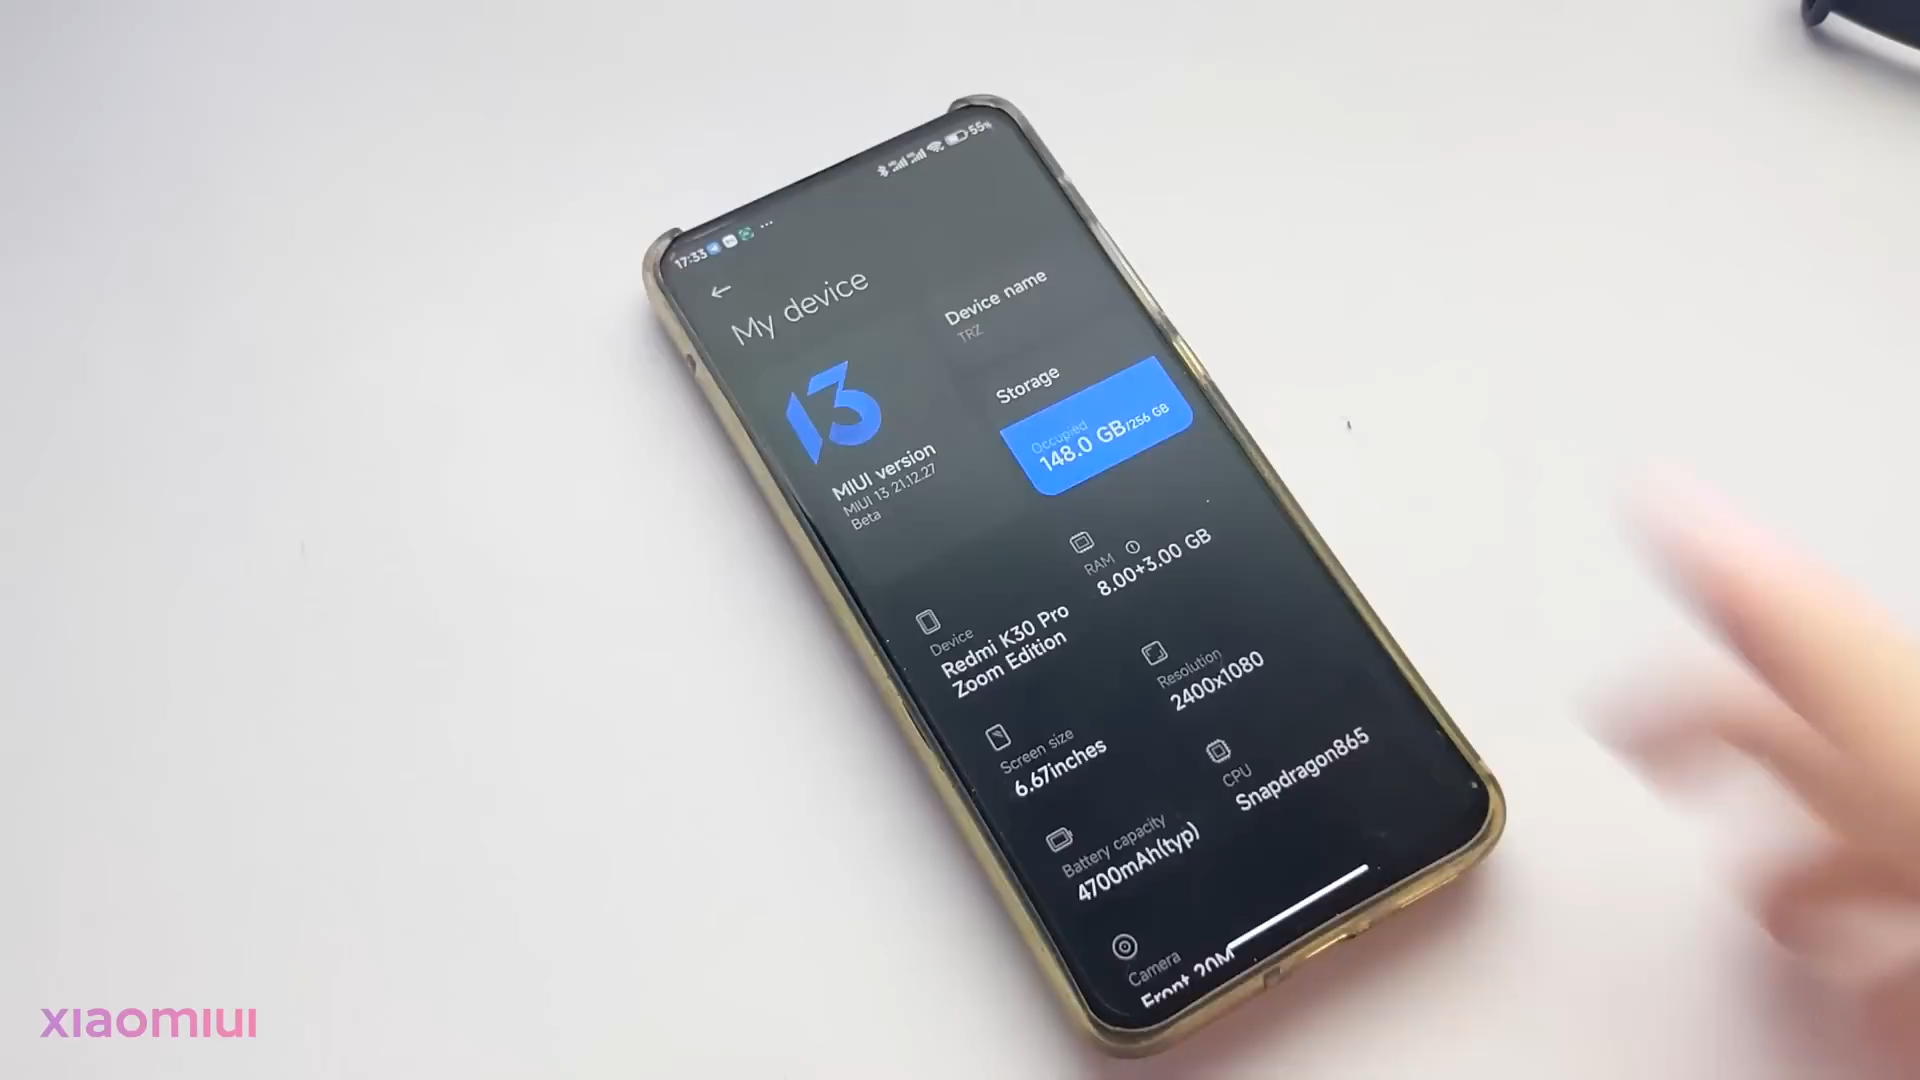 17:33
55%
My device
Device name
TRZ
13
MIUI version
MIUI 13 21.12.27
Beta
Storage
Occupied
148.0 GB/256 GB
RAM
8.00+3.00 GB
Device
Redmi K30 Pro
Zoom Edition
Resolution
2400x1080
Screen size
6.67inches
CPU
Snapdragon865
Battery capacity
4700mAh(typ)
Camera
Front 20M
xiaomiui